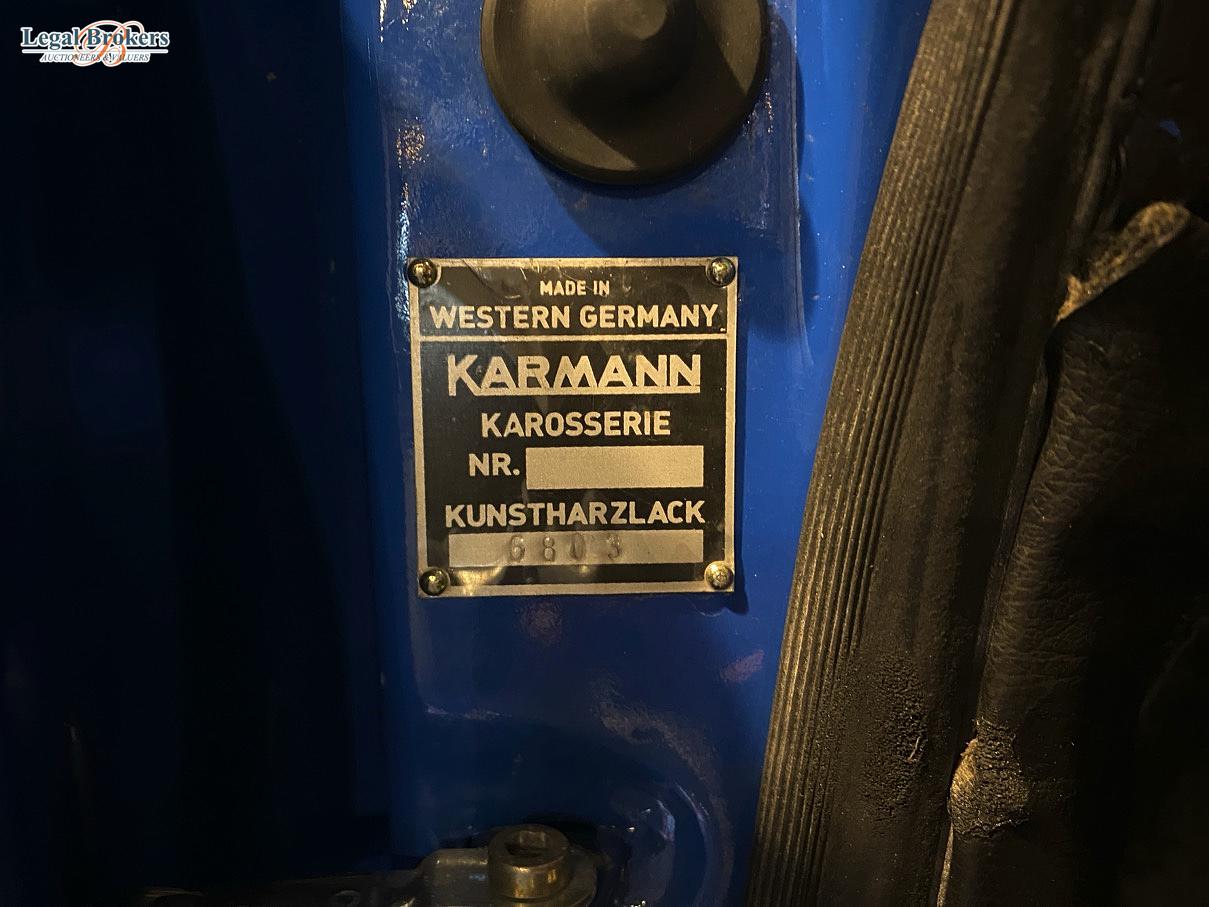 Legal Brokers
AUCTIONEERS & VALUERS
MADE IN
WESTERN GERMANY
KARMANN
KAROSSERIE
NR.
KUNSTHARZLACK
6803